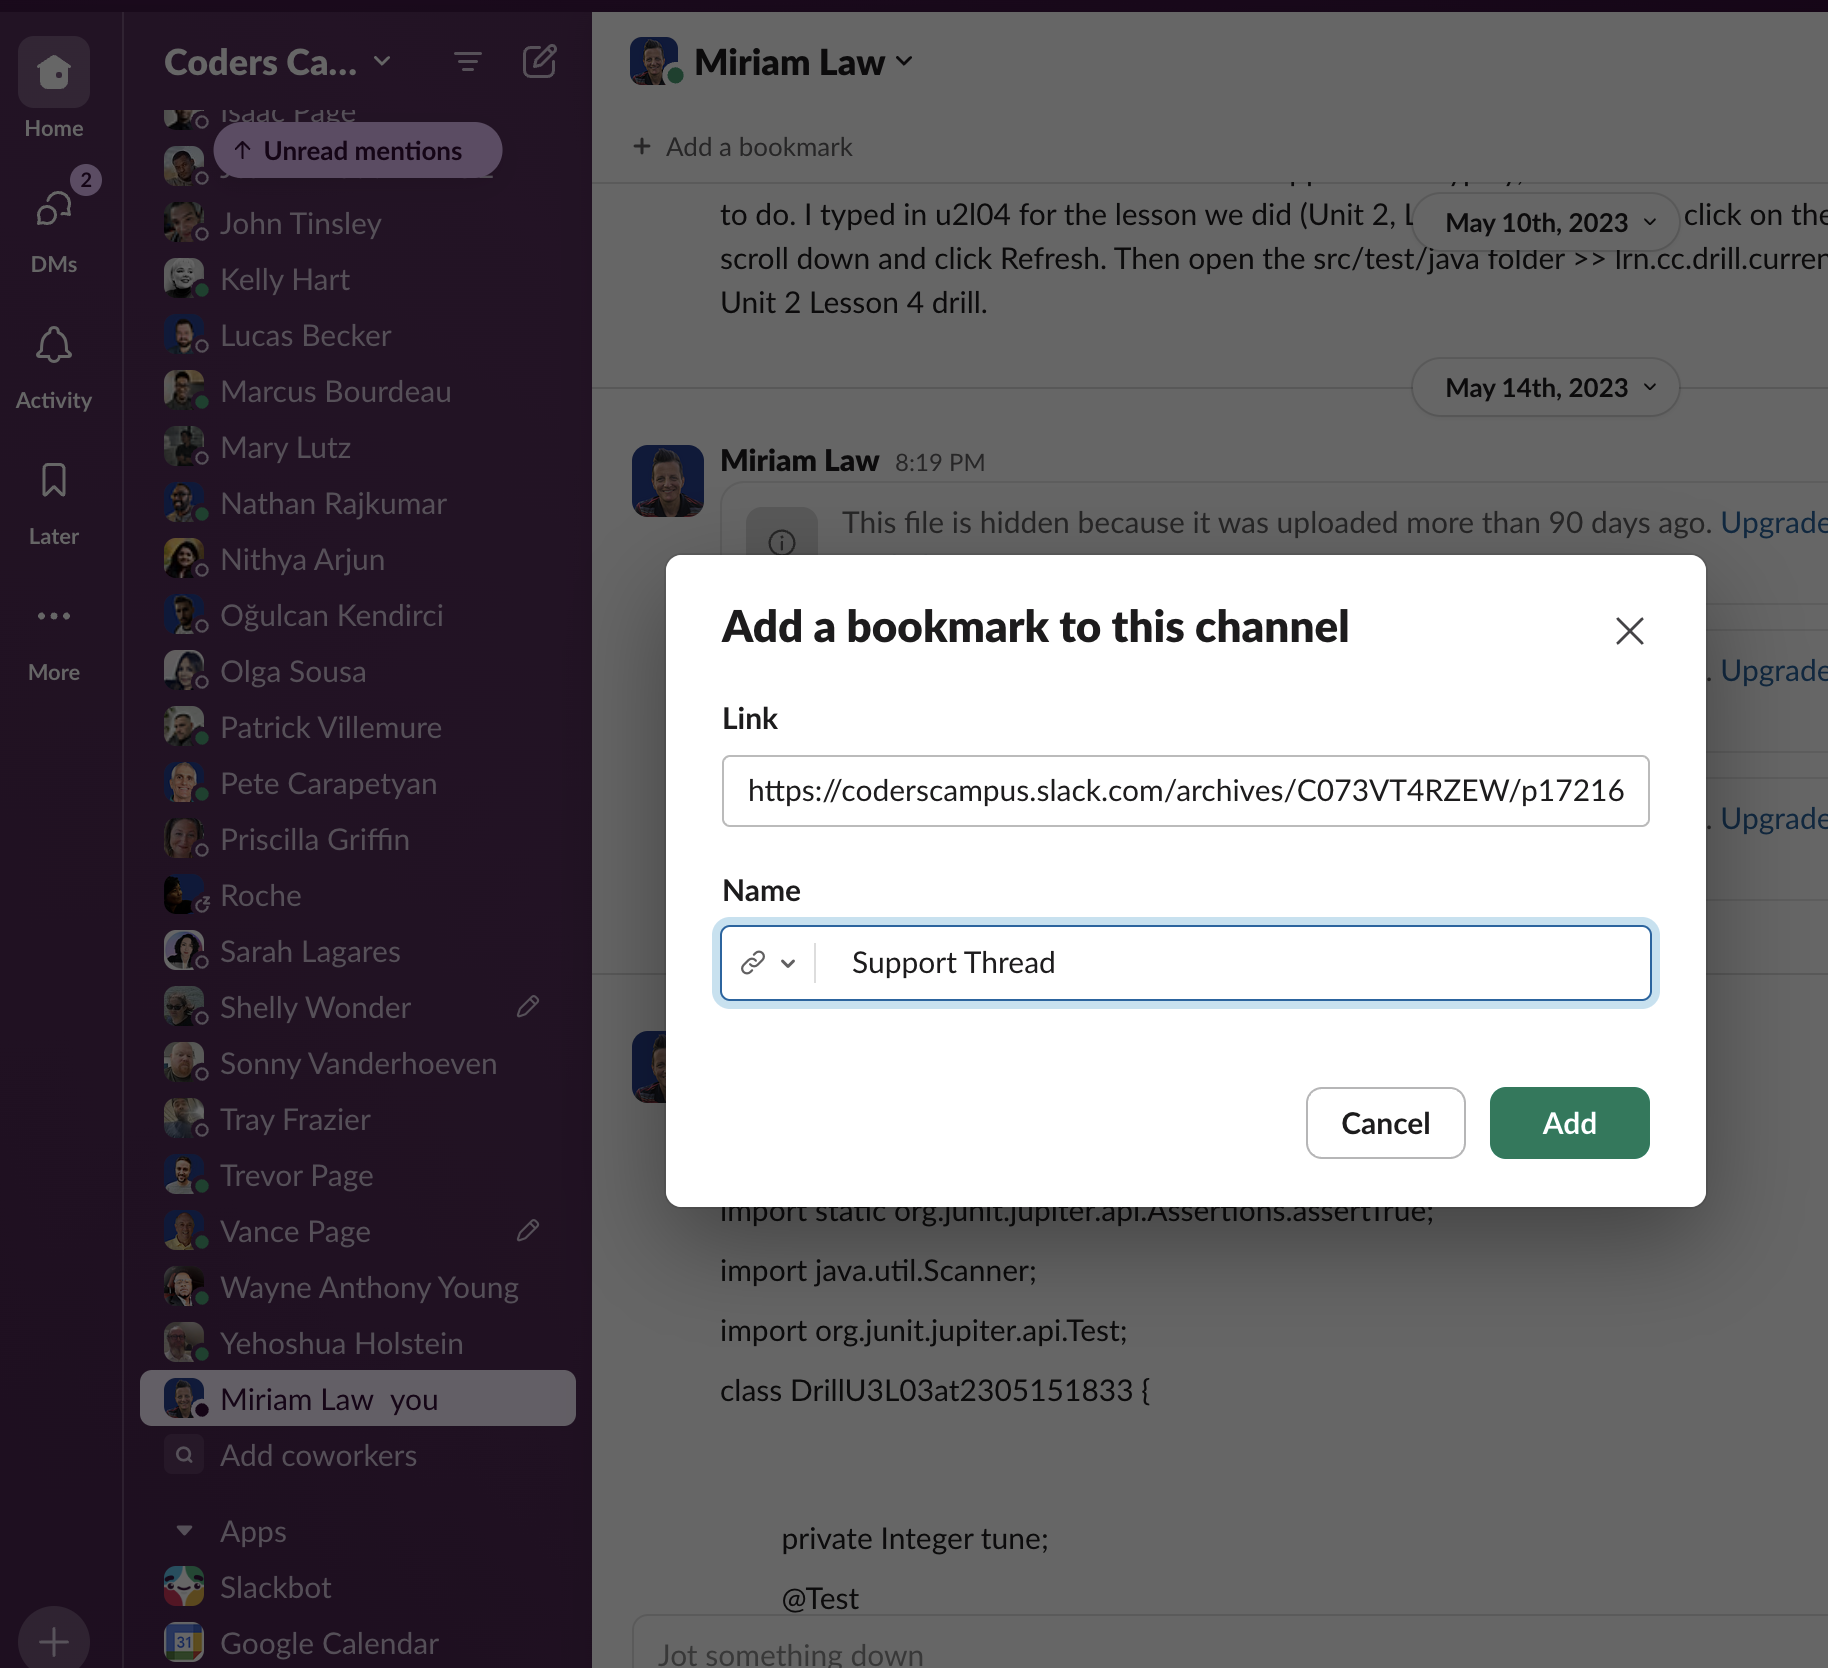 Coders Ca...
Home
2
DMs
Activity
Later
More
Isaac Page
Unread mentions
John Tinsley
Kelly Hart
Lucas Becker
Marcus Bourdeau
Mary Lutz
Nathan Rajkumar
Nithya Arjun
Oğulcan Kendirci
Olga Sousa
Patrick Villemure
Pete Carapetyan
Priscilla Griffin
Roche
Sarah Lagares
Shelly Wonder
Sonny Vanderhoeven
Tray Frazier
Trevor Page
Vance Page
Wayne Anthony Young
Yehoshua Holstein
Miriam Law you
Add coworkers
Apps
Slackbot
31
Google Calendar
Miriam Law
Add a bookmark
to do. I typed in u2l04 for the lesson we did (Unit 2, L
May 10th, 2023
click on the
scroll down and click Refresh. Then open the src/test/java folder >> lrn.cc.drill.curren
Unit 2 Lesson 4 drill.
May 14th, 2023
Miriam Law 8:19 PM
This file is hidden because it was uploaded more than 90 days ago. Upgrade
. Upgrade
. Upgrade
Add a bookmark to this channel
Link
https://coderscampus.slack.com/archives/C073VT4RZEW/p17216
Name
Support Thread
Cancel
Add
import static org.junit.jupiter.api.Assertions.assertTrue;
import java.util.Scanner;
import org.junit.jupiter.api.Test;
class DrillU3L03at2305151833 {
private Integer tune;
@Test
Jot something down